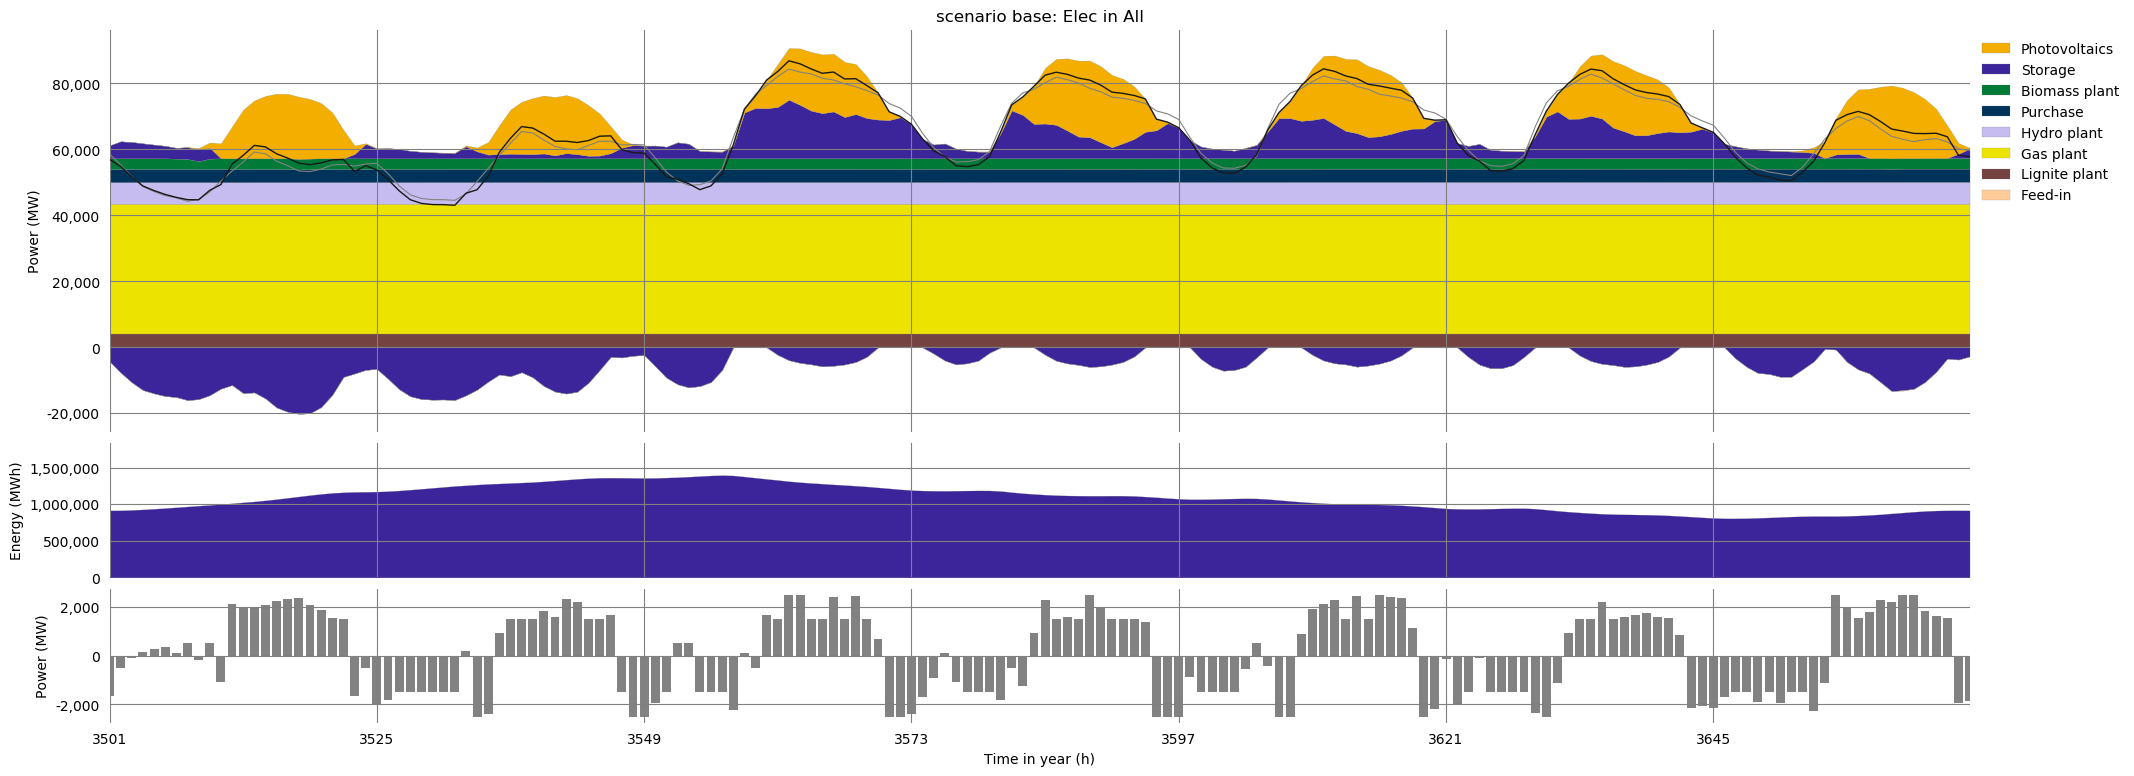 scenario base: Elec in All
Power (MW)
80,000
60,000
40,000
20,000
0
-20,000
Photovoltaics
Storage
Biomass plant
Purchase
Hydro plant
Gas plant
Lignite plant
Feed-in
Energy (MWh)
1,500,000
1,000,000
500,000
0
Power (MW)
2,000
0
-2,000
3501 3525 3549 3573 3597 3621 3645
Time in year (h)